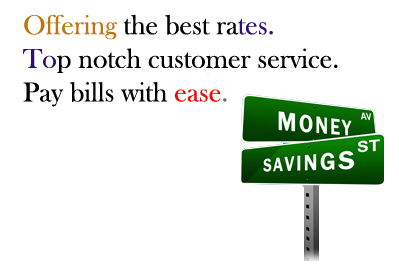 Offering the best rates.
Top notch customer service.
Pay bills with ease.
MONEY AV
SAVINGS ST